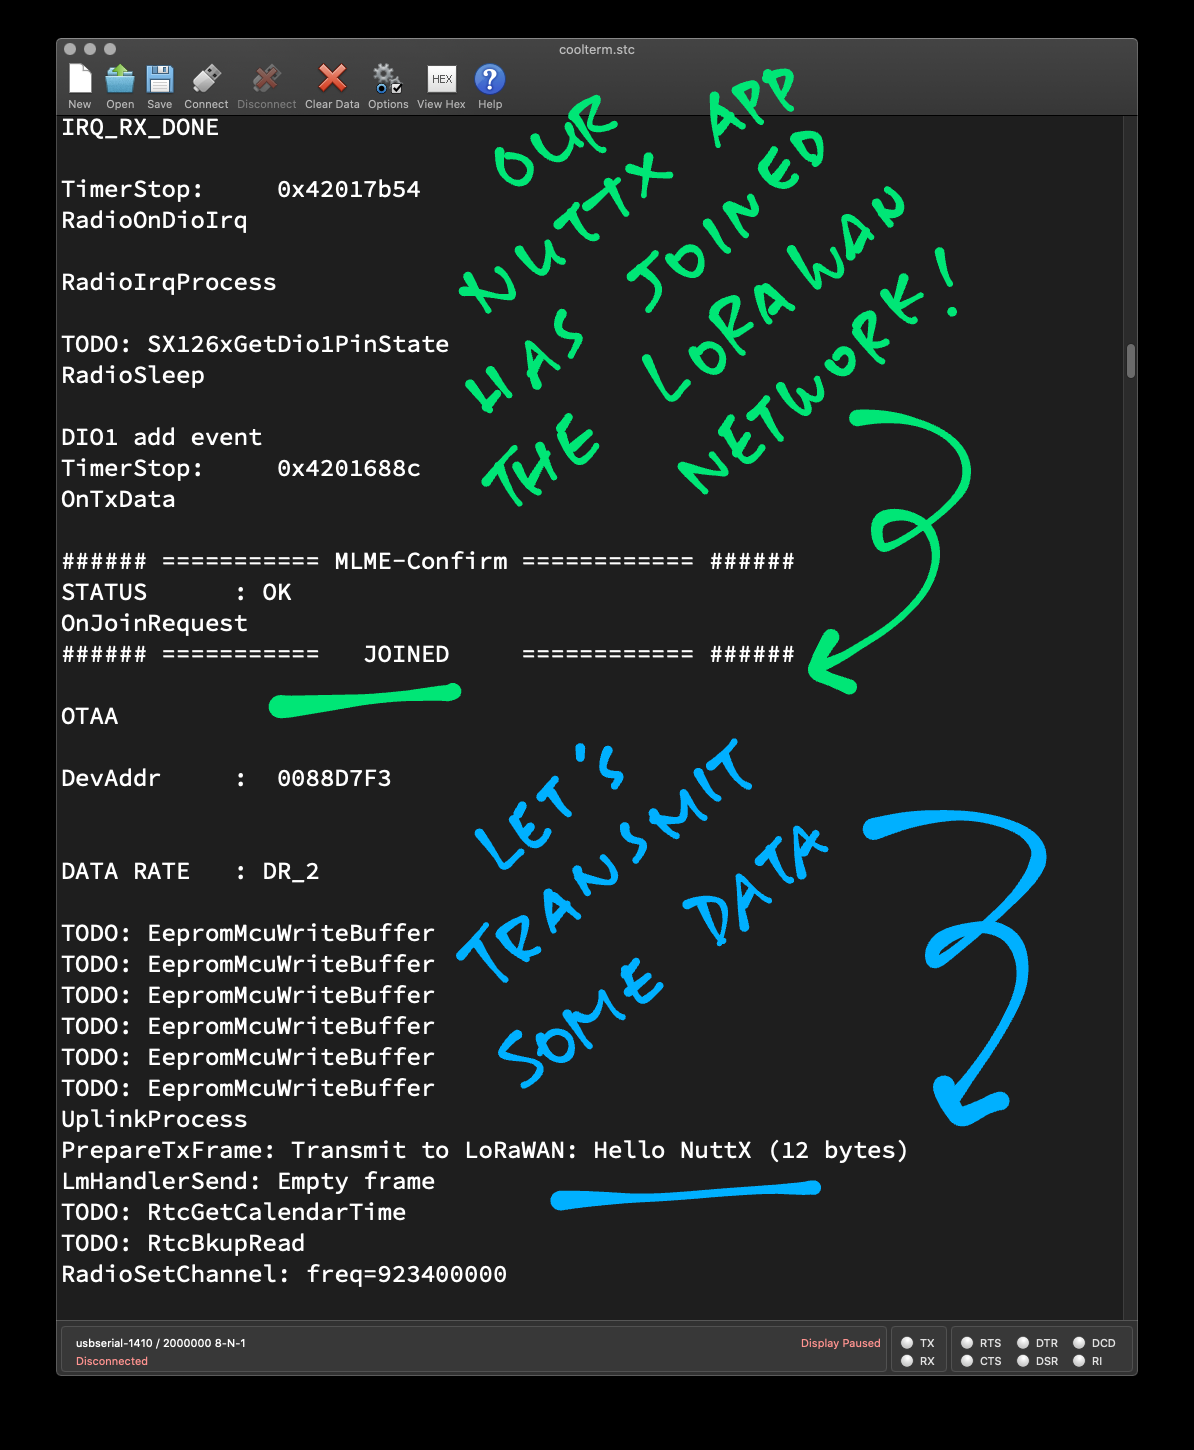 coolterm.stc
New Open Save Connect Disconnect Clear Data Options View Hex Help
HEX
IRQ_RX_DONE
TimerStop: 0x42017b54
RadioOnDioIrq
RadioIrqProcess
TODO: SX126xGetDio1PinState
RadioSleep
DIO1 add event
TimerStop: 0x4201688c
OnTxData
###### =========== MLME-Confirm ============ ######
STATUS : OK
OnJoinRequest
###### =========== JOINED ============ ######
OTAA
DevAddr : 0088D7F3
DATA RATE : DR_2
TODO: EepromMcuWriteBuffer
TODO: EepromMcuWriteBuffer
TODO: EepromMcuWriteBuffer
TODO: EepromMcuWriteBuffer
TODO: EepromMcuWriteBuffer
TODO: EepromMcuWriteBuffer
UplinkProcess
PrepareTxFrame: Transmit to LoRaWAN: Hello NuttX (12 bytes)
LmHandlerSend: Empty frame
TODO: RtcGetCalendarTime
TODO: RtcBkupRead
RadioSetChannel: freq=923400000
OUR
NUTTX APP
HAS JOINED
THE LORAWAN
NETWORK!
LET'S
TRANSMIT
SOME DATA
usbserial-1410 / 2000000 8-N-1
Disconnected
Display Paused
TX RTS DTR DCD
RX CTS DSR RI